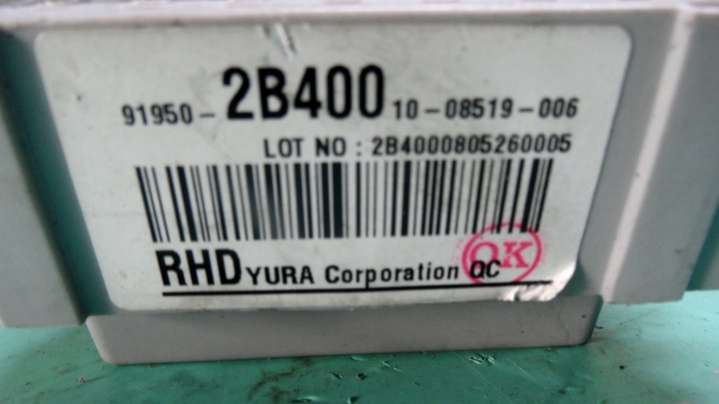 91950-2B400 10-08519-006
LOT NO : 2B4000805260005
RHD YURA Corporation QC
OK